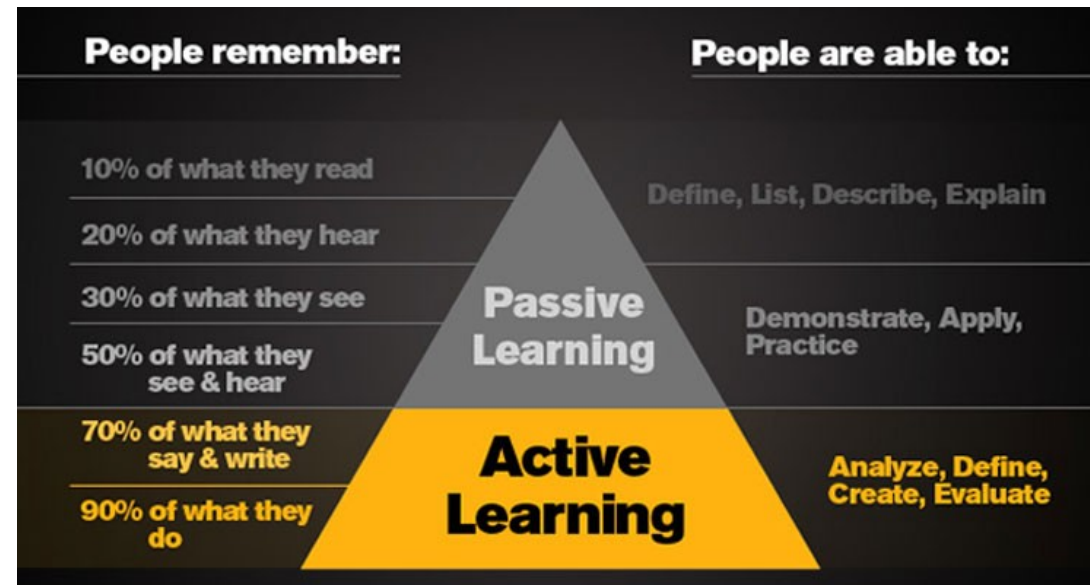 People remember:
People are able to:
10% of what they read
20% of what they hear
30% of what they see
50% of what they
see & hear
70% of what they
say & write
90% of what they
do
Passive
Learning
Active
Learning
Define, List, Describe, Explain
Demonstrate, Apply,
Practice
Analyze, Define,
Create, Evaluate